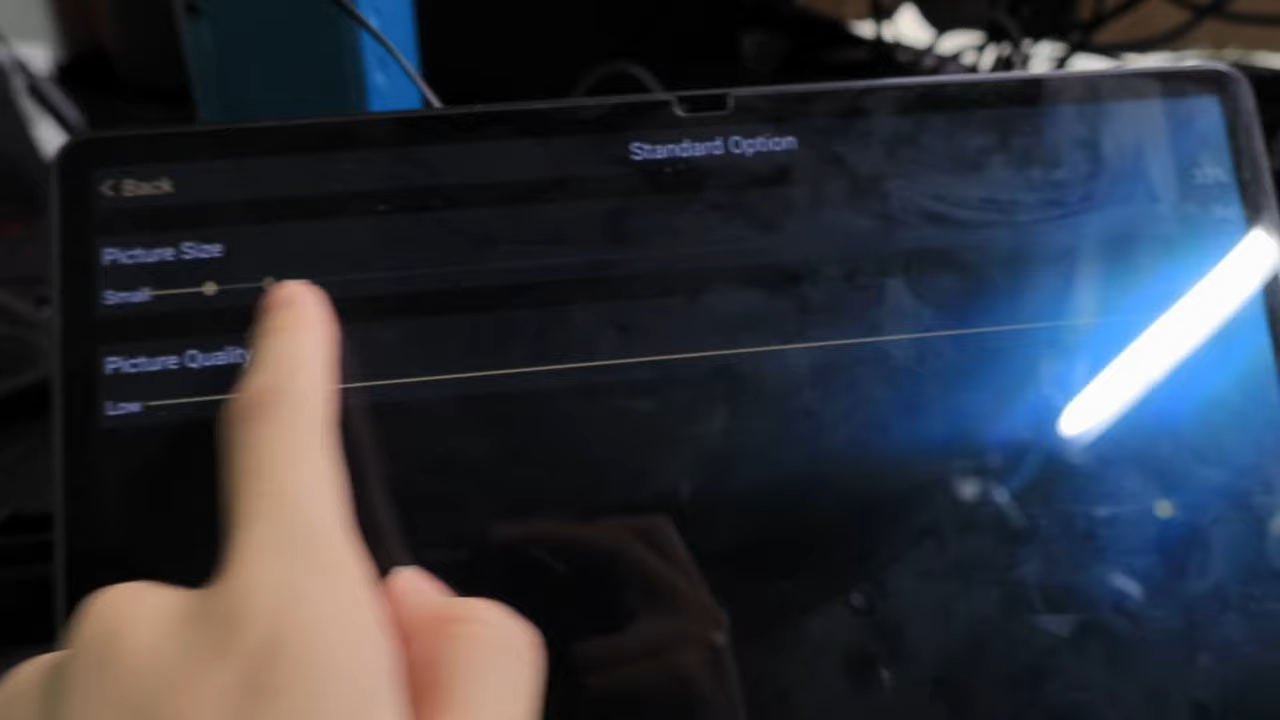 Standard Option
< Back
Picture Size
Small
Picture Quality
Low